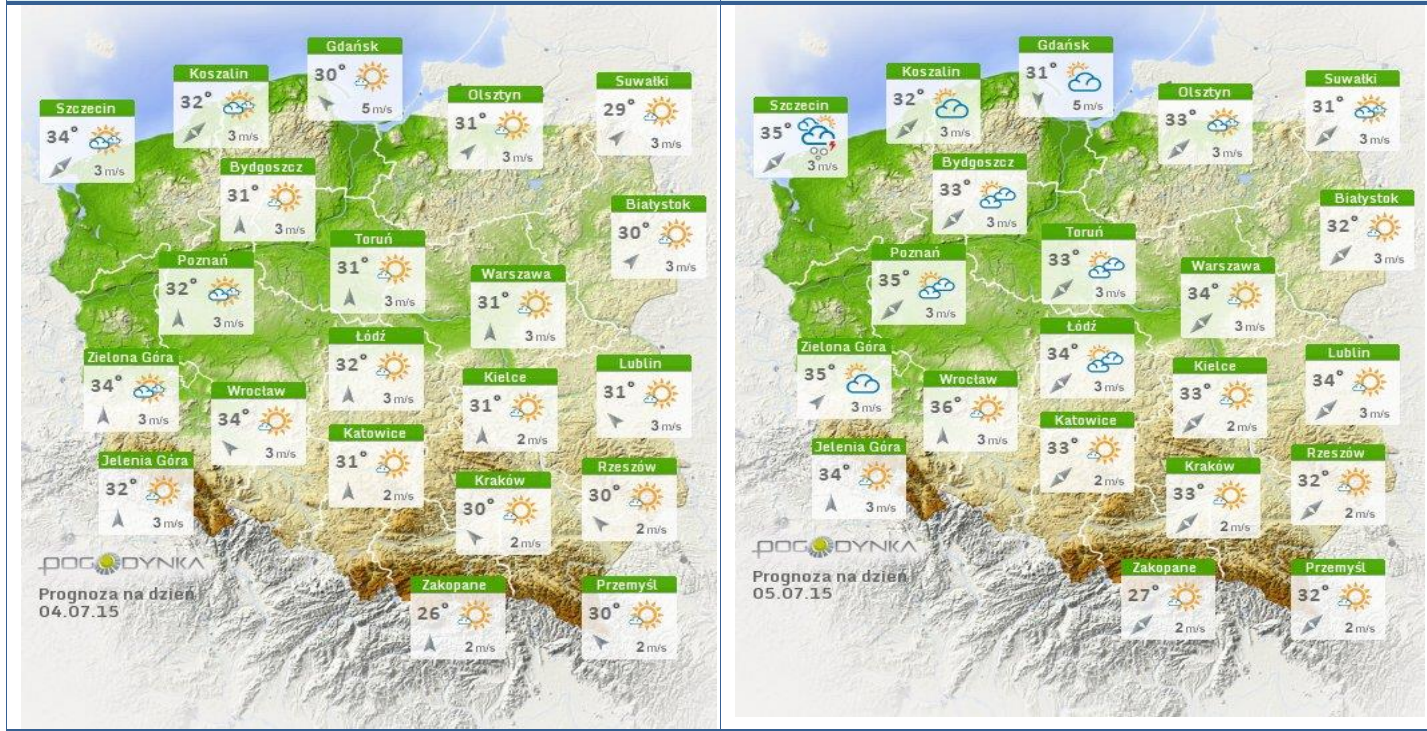 Gdańsk
30°
5 m/s
Koszalin
32°
3 m/s
Suwałki
29°
3 m/s
Olsztyn
31°
3 m/s
Szczecin
34°
3 m/s
Bydgoszcz
31°
3 m/s
Białystok
30°
3 m/s
Toruń
31°
3 m/s
Poznań
32°
3 m/s
Warszawa
31°
3 m/s
Łódź
32°
3 m/s
Zielona Góra
34°
3 m/s
Lublin
31°
3 m/s
Kielce
31°
2 m/s
Wrocław
34°
3 m/s
Katowice
31°
2 m/s
Jelenia Góra
32°
3 m/s
Rzeszów
30°
2 m/s
Kraków
30°
2 m/s
POGODYNKA
Zakopane
26°
2 m/s
Przemyśl
30°
2 m/s
Prognoza na dzień
04.07.15
Gdańsk
31°
5 m/s
Koszalin
32°
3 m/s
Suwałki
31°
3 m/s
Olsztyn
33°
3 m/s
Szczecin
35°
3 m/s
Bydgoszcz
33°
3 m/s
Białystok
32°
3 m/s
Toruń
33°
3 m/s
Poznań
35°
3 m/s
Warszawa
34°
3 m/s
Łódź
34°
3 m/s
Zielona Góra
35°
3 m/s
Lublin
34°
3 m/s
Kielce
33°
2 m/s
Wrocław
36°
3 m/s
Katowice
33°
2 m/s
Jelenia Góra
34°
3 m/s
Rzeszów
32°
2 m/s
Kraków
33°
2 m/s
POGODYNKA
Zakopane
27°
2 m/s
Przemyśl
32°
2 m/s
Prognoza na dzień
05.07.15